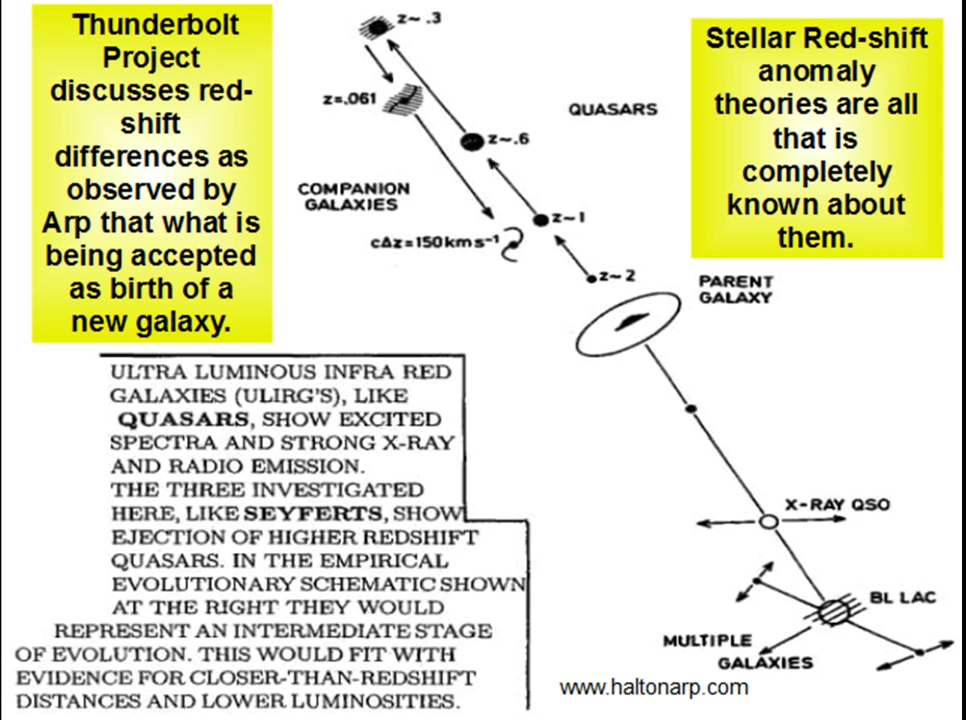 Thunderbolt
Project
discusses red-
shift
differences as
observed by
Arp that what is
being accepted
as birth of a
new galaxy.
Stellar Red-shift
anomaly
theories are all
that is
completely
known about
them.
z~ .3
z=.061
QUASARS
z~.6
COMPANION
GALAXIES
z~1
cΔz=150km s⁻¹
z~ 2
PARENT
GALAXY
ULTRA LUMINOUS INFRA RED
GALAXIES (ULIRG'S), LIKE
QUASARS, SHOW EXCITED
SPECTRA AND STRONG X-RAY
AND RADIO EMISSION.
THE THREE INVESTIGATED
HERE, LIKE SEYFERTS, SHOW
EJECTION OF HIGHER REDSHIFT
QUASARS. IN THE EMPIRICAL
EVOLUTIONARY SCHEMATIC SHOWN
AT THE RIGHT THEY WOULD
REPRESENT AN INTERMEDIATE STAGE
OF EVOLUTION. THIS WOULD FIT WITH
EVIDENCE FOR CLOSER-THAN-REDSHIFT
DISTANCES AND LOWER LUMINOSITIES.
X-RAY QSO
BL LAC
MULTIPLE
GALAXIES
www.haltonarp.com